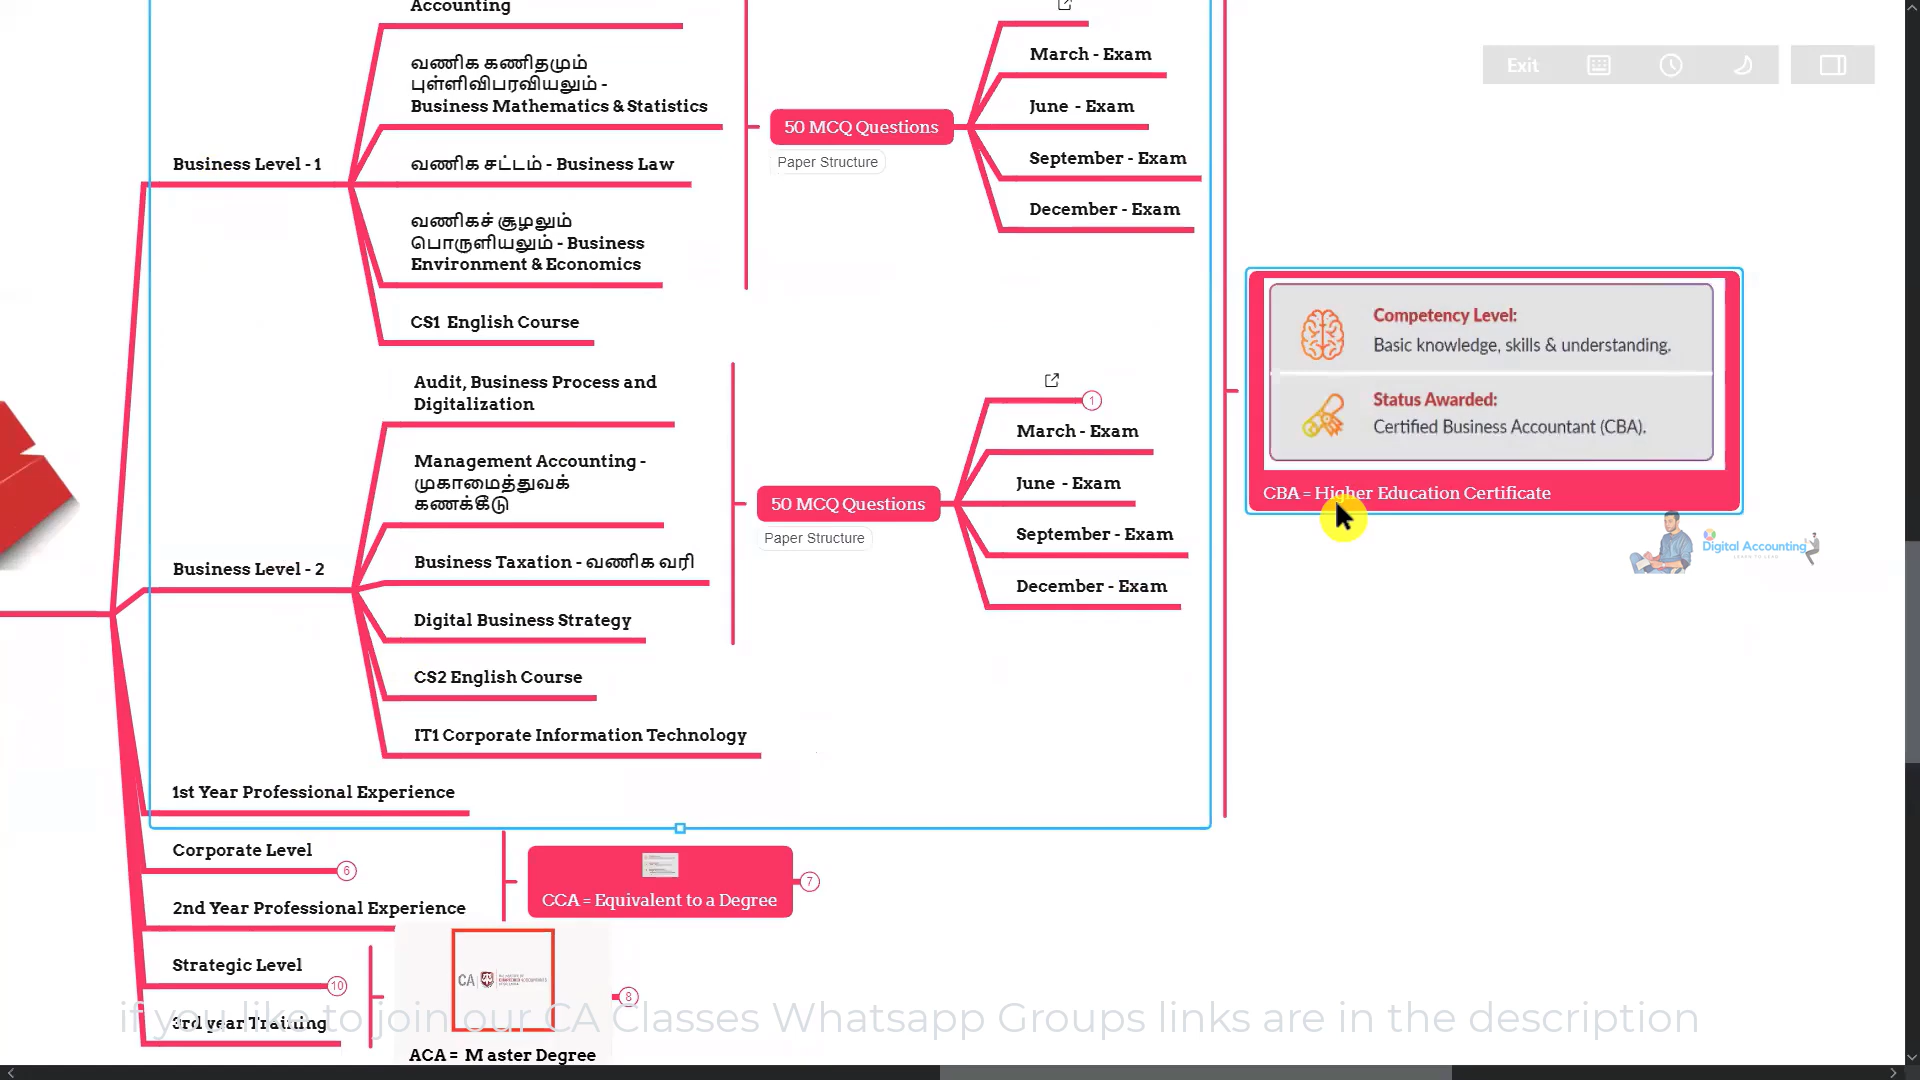 Accounting
வணிக கணிதமும்
புள்ளிவிபரவியலும் -
Business Mathematics & Statistics
Business Level - 1
வணிக சட்டம் - Business Law
வணிகச் சூழலும்
பொருளியலும் - Business
Environment & Economics
CS1 English Course
50 MCQ Questions
Paper Structure
March - Exam
June - Exam
September - Exam
December - Exam
Exit
Competency Level:
Basic knowledge, skills & understanding.
Status Awarded:
Certified Business Accountant (CBA).
CBA = Higher Education Certificate
Digital Accounting
Audit, Business Process and
Digitalization
Management Accounting -
முகாமைத்துவக்
கணக்கீடு
Business Level - 2
Business Taxation - வணிக வரி
Digital Business Strategy
CS2 English Course
IT1 Corporate Information Technology
50 MCQ Questions
Paper Structure
1
March - Exam
June - Exam
September - Exam
December - Exam
1st Year Professional Experience
Corporate Level
6
2nd Year Professional Experience
CCA = Equivalent to a Degree
7
Strategic Level
10
3rd year Training
CA
8
ACA = M aster Degree
if you like to join our CA Classes Whatsapp Groups links are in the description